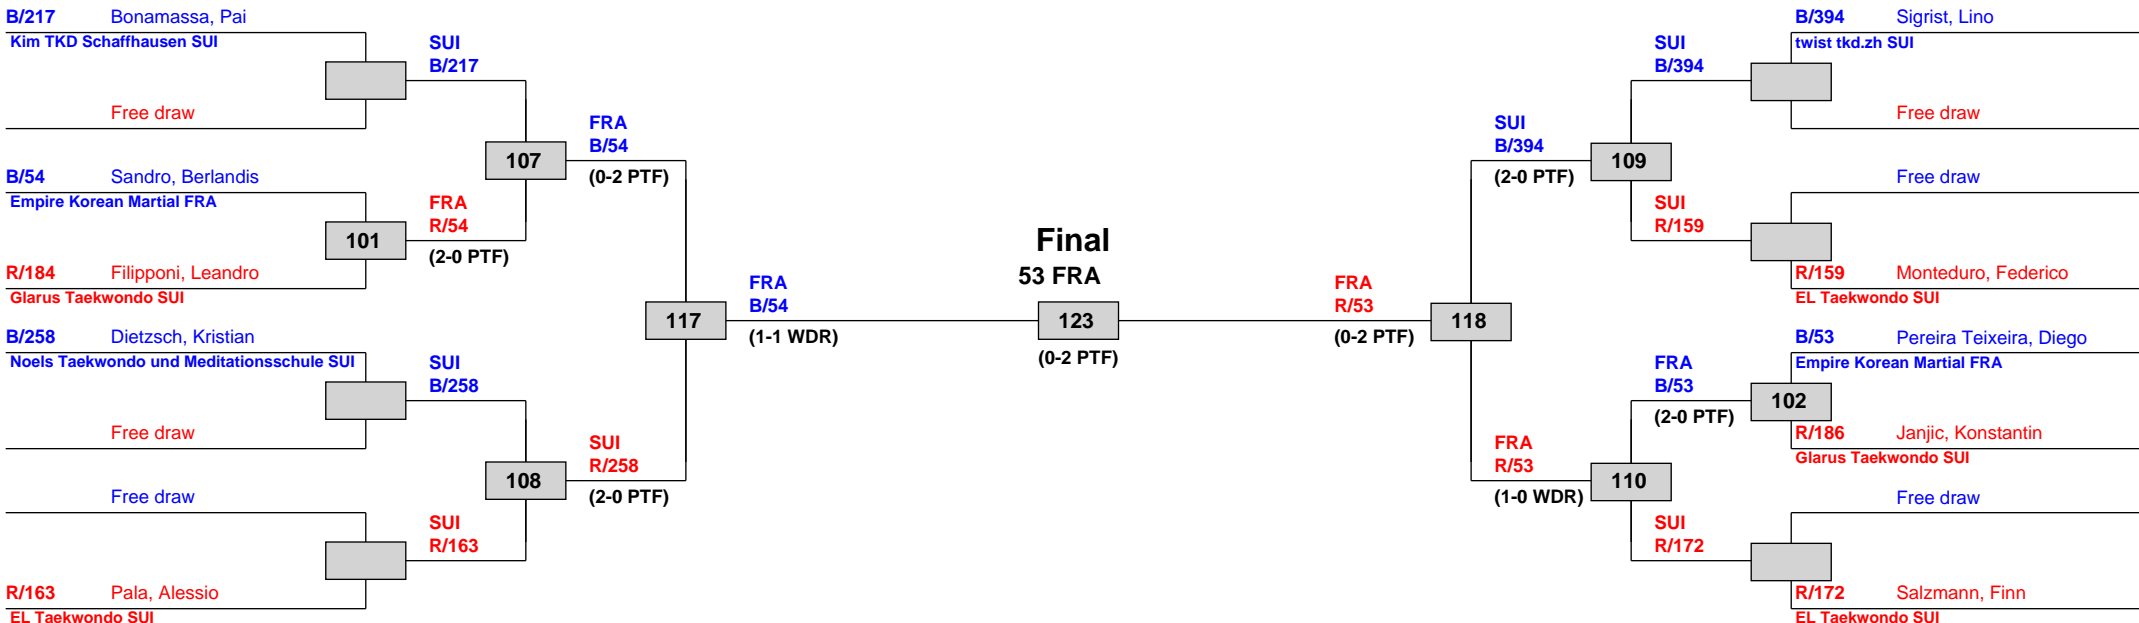 B/217 Bonamassa, Pai
Kim TKD Schaffhausen SUI
Free draw
SUI
B/217
B/54 Sandro, Berlandis
Empire Korean Martial FRA
101
R/184 Filipponi, Leandro
Glarus Taekwondo SUI
FRA
R/54
(2-0 PTF)
107
FRA
B/54
(0-2 PTF)
B/258 Dietzsch, Kristian
Noels Taekwondo und Meditationsschule SUI
Free draw
SUI
B/258
Free draw
R/163 Pala, Alessio
EL Taekwondo SUI
SUI
R/163
108
SUI
R/258
(2-0 PTF)
117
FRA
B/54
(1-1 WDR)
Final
53 FRA
123
(0-2 PTF)
FRA
R/53
(0-2 PTF)
118
SUI
B/394
(2-0 PTF)
109
SUI
B/394
B/394 Sigrist, Lino
twist tkd.zh SUI
Free draw
Free draw
SUI
R/159
R/159 Monteduro, Federico
EL Taekwondo SUI
FRA
R/53
(1-0 WDR)
110
FRA
B/53
(2-0 PTF)
102
B/53 Pereira Teixeira, Diego
Empire Korean Martial FRA
R/186 Janjic, Konstantin
Glarus Taekwondo SUI
Free draw
SUI
R/172
R/172 Salzmann, Finn
EL Taekwondo SUI